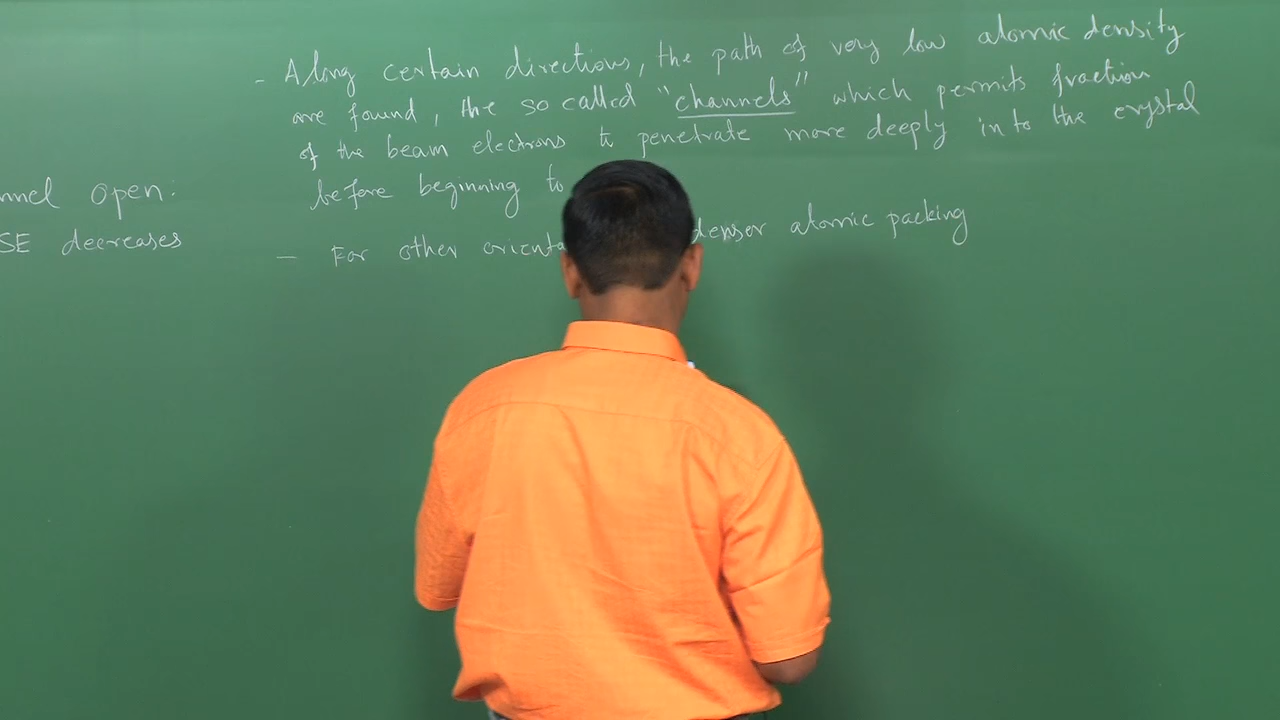 - Along certain directions, the path of very low atomic density
are found, the so called "channels" which permits fraction
of the beam electrons to penetrate more deeply in to the crystal
before beginning to
- For other orienta denser atomic packing
nnel open:
SE decreases